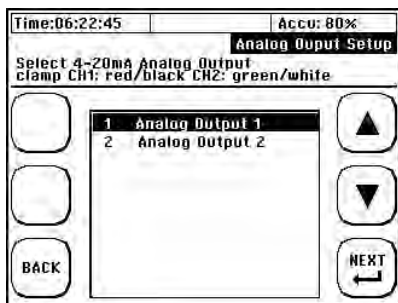 Time:06:22:45 Accu: 80%
Analog Ouput Setup
Select 4-20mA Analog Output
clamp CH1: red/black CH2: green/white
1 Analog Output 1
2 Analog Output 2
BACK
NEXT